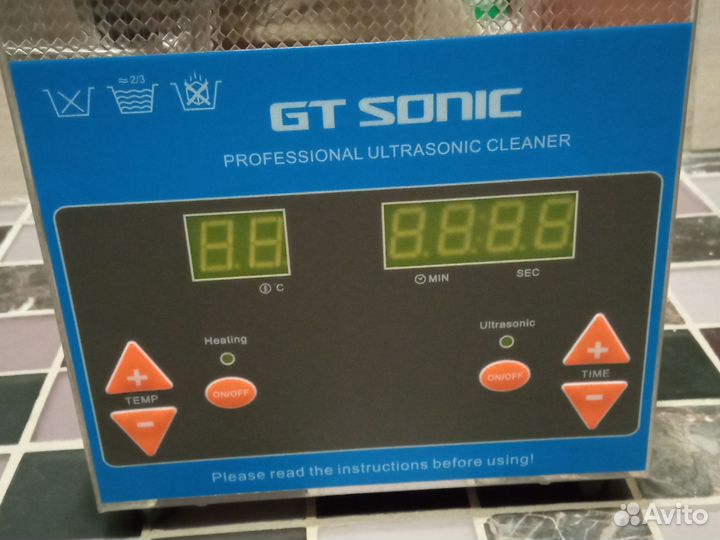 ≈ 2/3
GT SONIC
PROFESSIONAL ULTRASONIC CLEANER
88 8888
°C MIN SEC
Heating Ultrasonic
+ +
ON/OFF ON/OFF
TEMP TIME
- -
Please read the instructions before using!
Avito